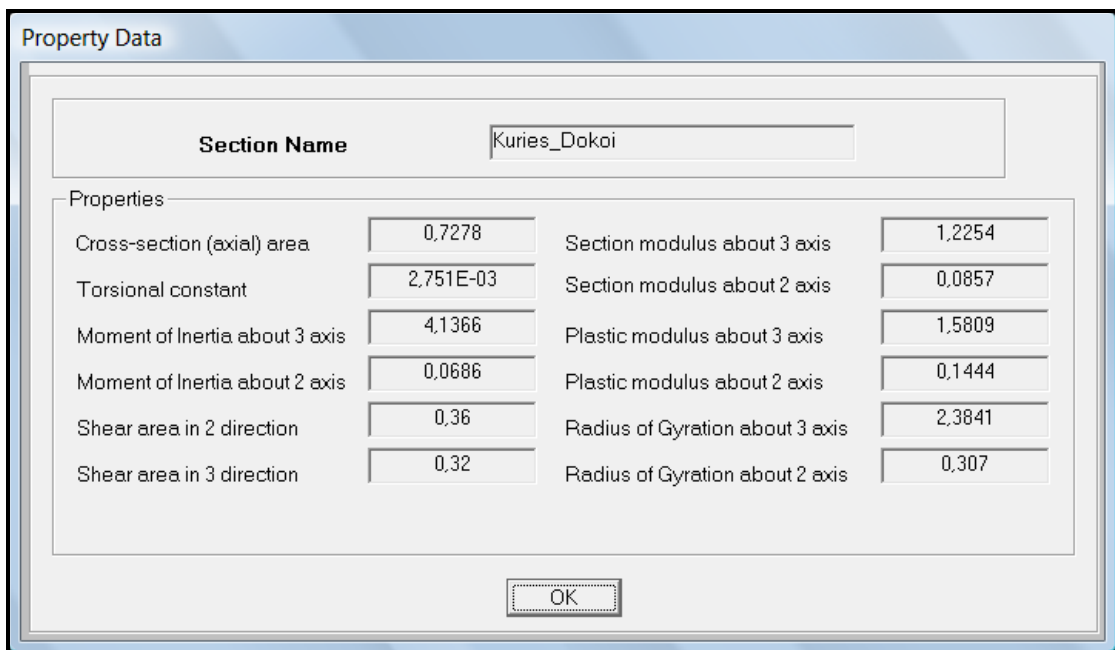 Property Data
Section Name Kuries_Dokoi
Properties
Cross-section (axial) area 0,7278 Section modulus about 3 axis 1,2254
Torsional constant 2,751E-03 Section modulus about 2 axis 0,0857
Moment of Inertia about 3 axis 4,1366 Plastic modulus about 3 axis 1,5809
Moment of Inertia about 2 axis 0,0686 Plastic modulus about 2 axis 0,1444
Shear area in 2 direction 0,36 Radius of Gyration about 3 axis 2,3841
Shear area in 3 direction 0,32 Radius of Gyration about 2 axis 0,307
OK